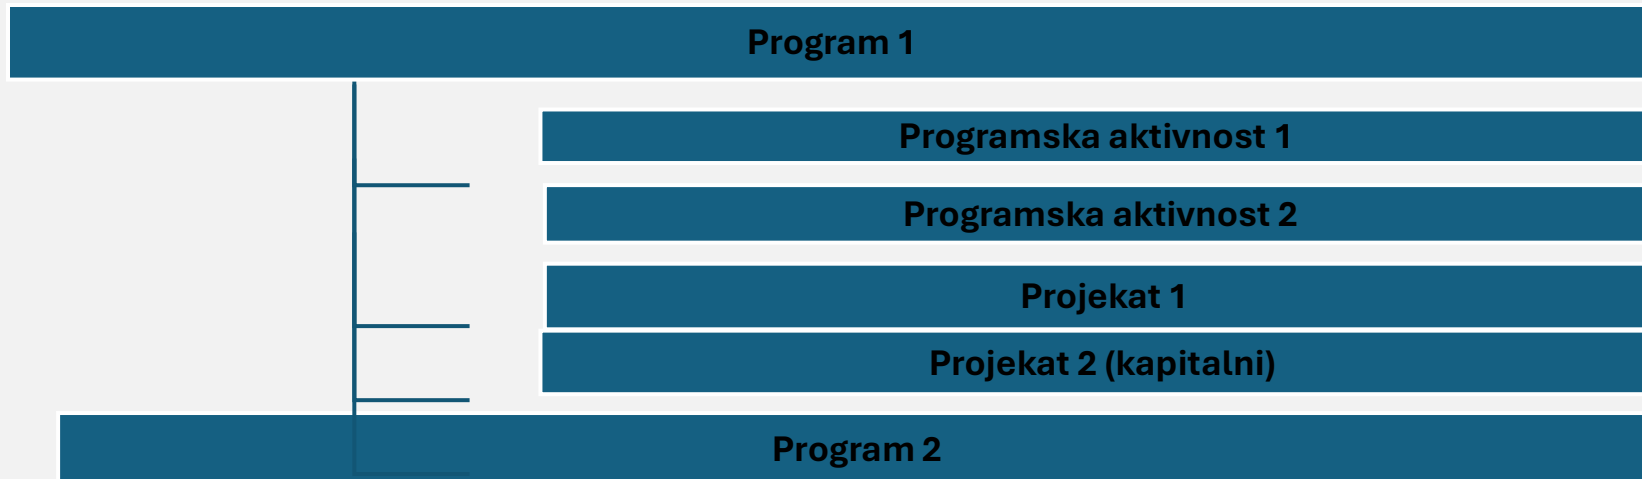 Program 1
Programska aktivnost 1
Programska aktivnost 2
Projekat 1
Projekat 2 (kapitalni)
Program 2